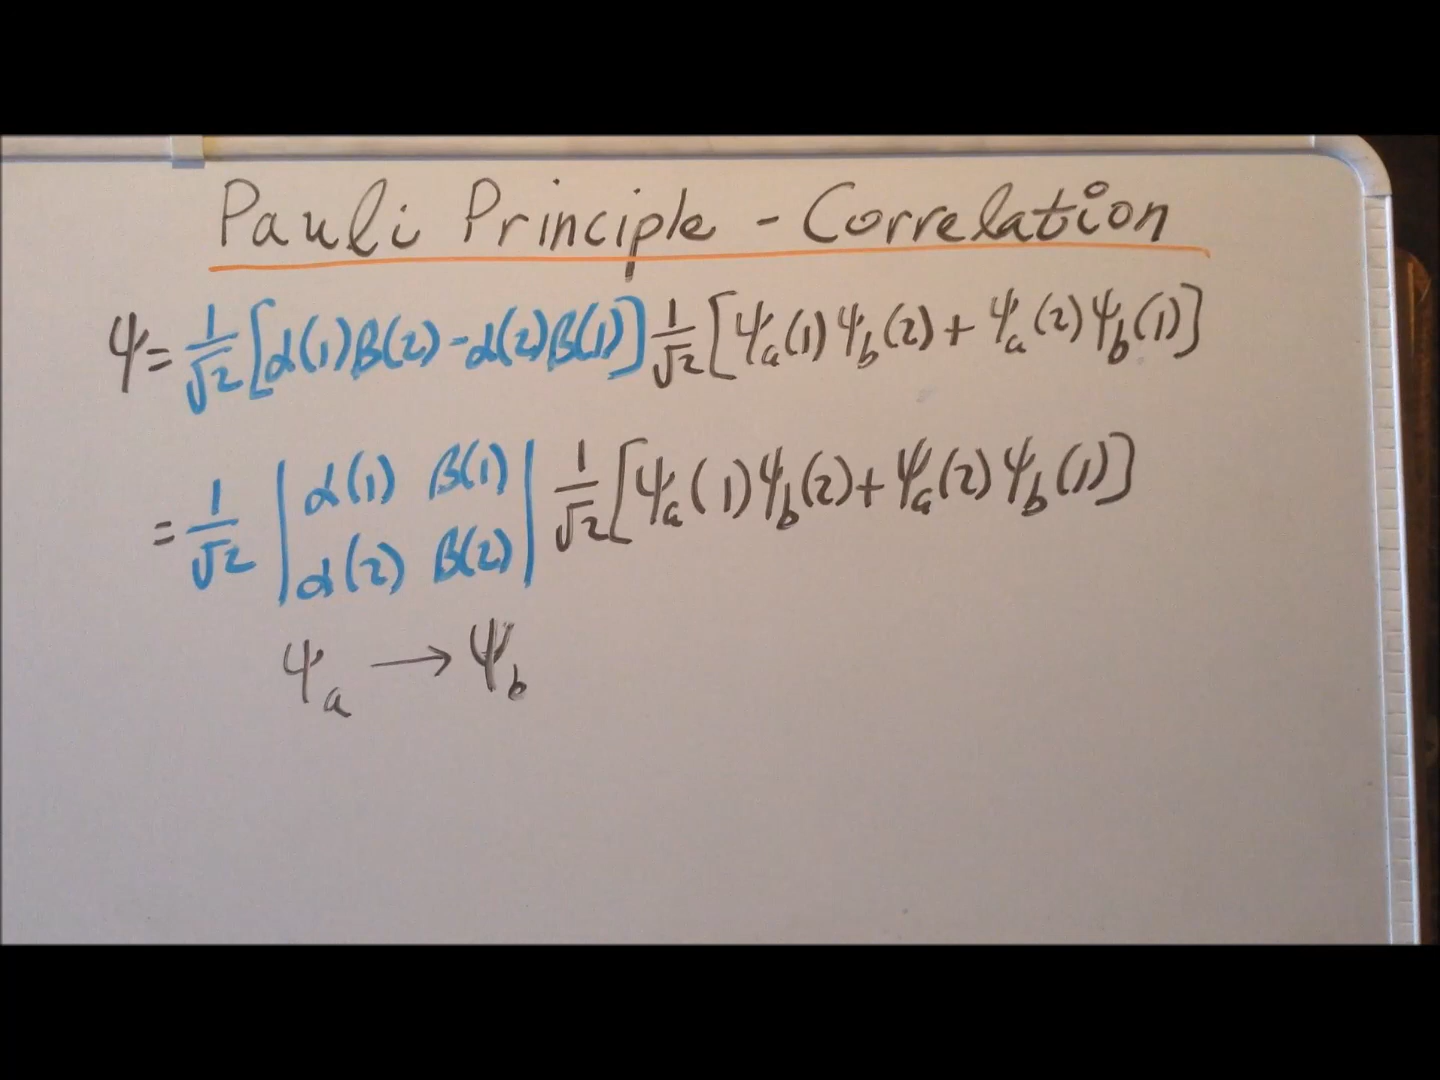 Pauli Principle - Correlation
Ψ = 1/√2 [α(1)β(2) - α(2)β(1)] 1/√2 [Ψa(1)Ψb(2) + Ψa(2)Ψb(1)]
= 1/√2 | α(1) β(1) | 1/√2 [Ψa(1)Ψb(2) + Ψa(2)Ψb(1)]
| α(2) β(2) |
Ψa → Ψb